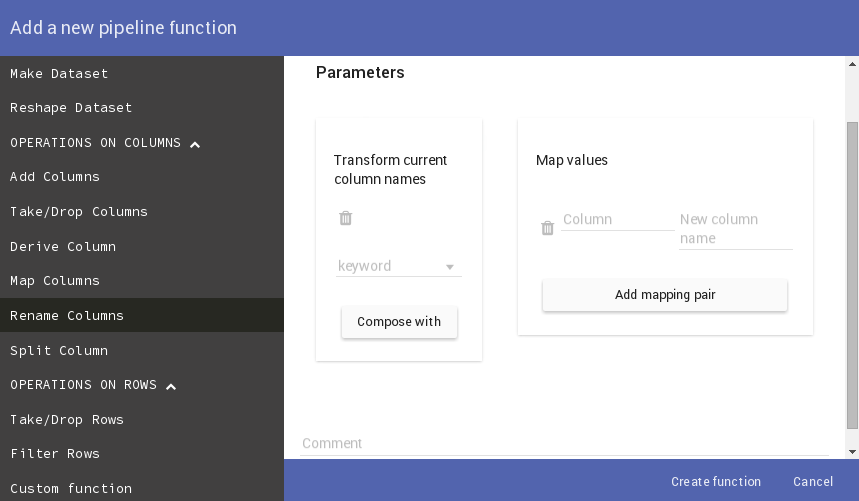 Add a new pipeline function
Make Dataset
Reshape Dataset
OPERATIONS ON COLUMNS
Add Columns
Take/Drop Columns
Derive Column
Map Columns
Rename Columns
Split Column
OPERATIONS ON ROWS
Take/Drop Rows
Filter Rows
Custom function
Parameters
Transform current
column names
keyword
Compose with
Map values
Column
New column
name
Add mapping pair
Comment
Create function
Cancel